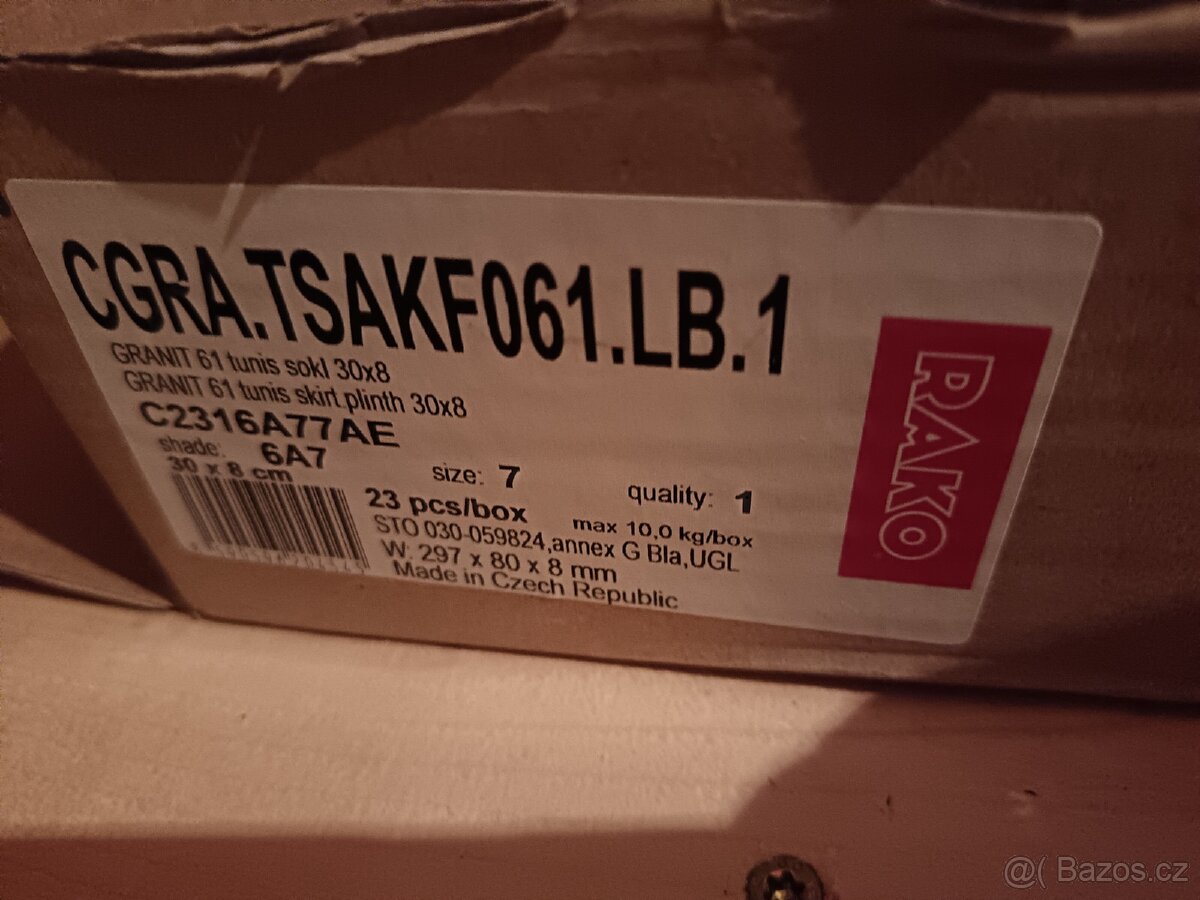 CGRA.TSAKF061.LB.1
GRANIT 61 tunis sokl 30x8
GRANIT 61 tunis skirt.plinth 30x8
C2316A77AE
shade: 6A7
size: 7
quality: 1
30 x 8 cm
23 pcs/box
max 10,0 kg/box
STO 030-059824,annex G BIa,UGL
W. 297 x 80 x 8 mm
Made in Czech Republic
RAKO
@( Bazos.cz